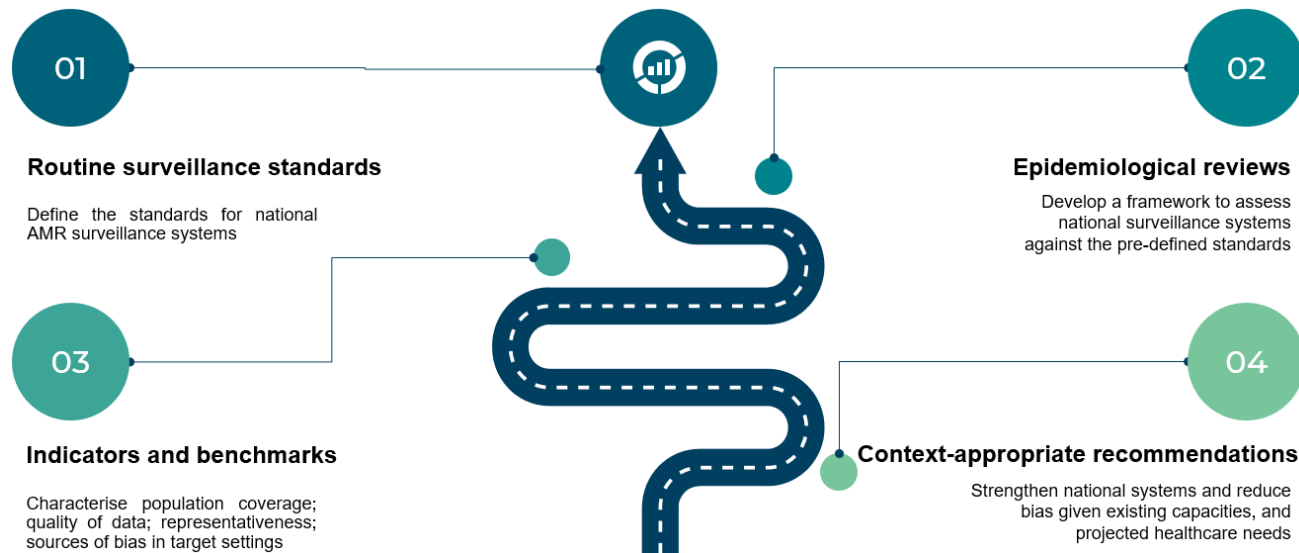 01
Routine surveillance standards
Define the standards for national
AMR surveillance systems
02
Epidemiological reviews
Develop a framework to assess
national surveillance systems
against the pre-defined standards
03
Indicators and benchmarks
Characterise population coverage;
quality of data; representativeness;
sources of bias in target settings
04
Context-appropriate recommendations
Strengthen national systems and reduce
bias given existing capacities, and
projected healthcare needs